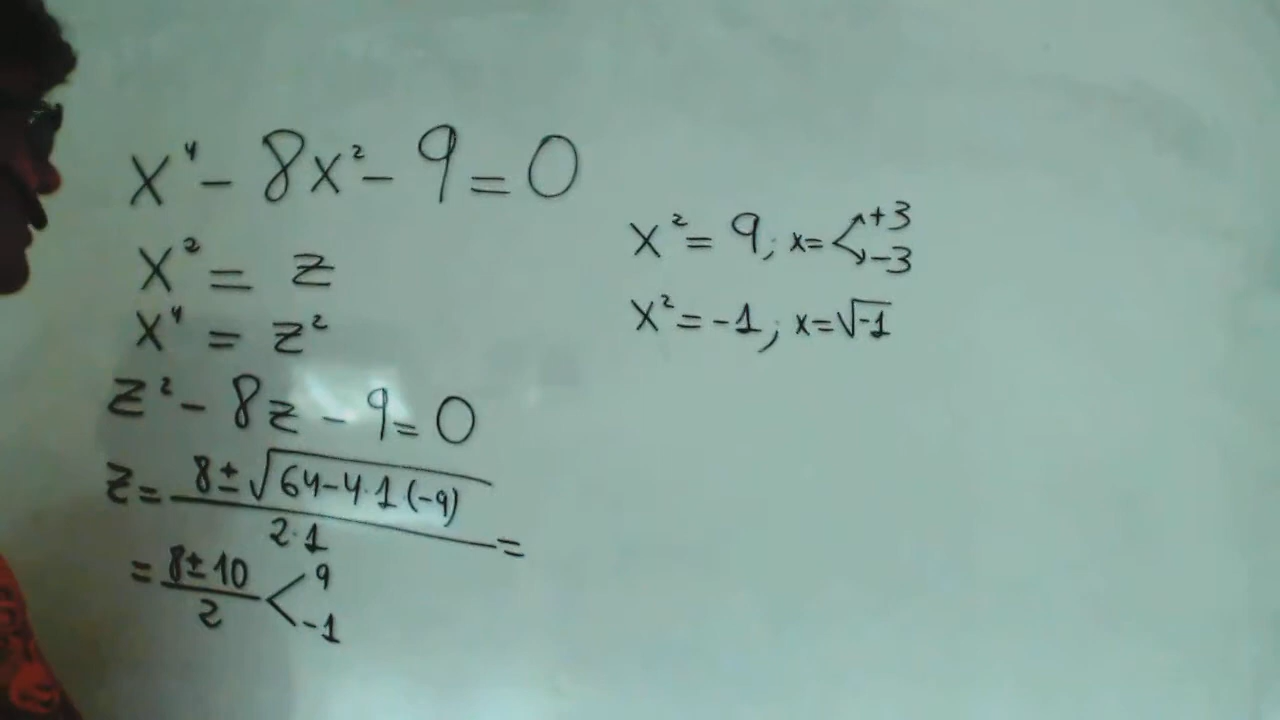 x⁴ - 8x² - 9 = 0
x² = z
x⁴ = z²
z² - 8z - 9 = 0
z = (8 ± √(64 - 4·1(-9))) / (2·1) =
= (8 ± 10) / 2 < 9 -1
x² = 9; x = < +3 -3
x² = -1; x = √-1